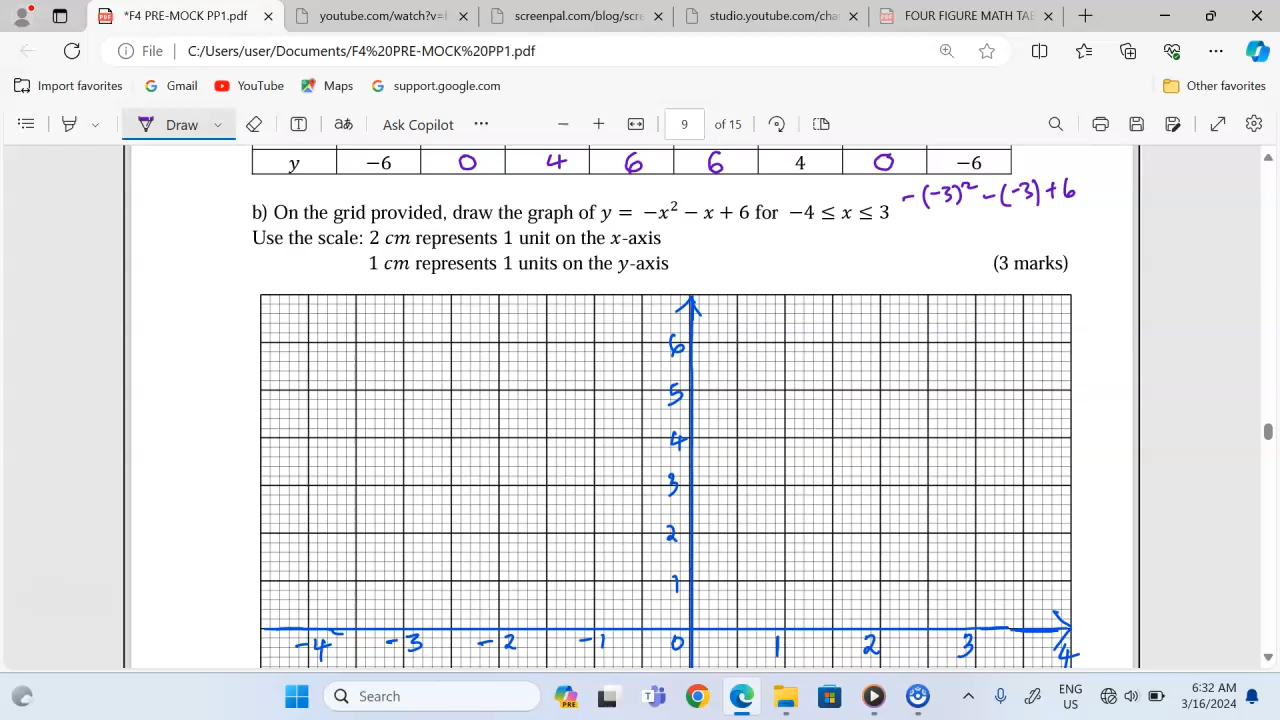 *F4 PRE-MOCK PP1.pdf
youtube.com/watch?v=
screenpal.com/blog/scre
studio.youtube.com/cha
FOUR FIGURE MATH TAB
File
C:/Users/user/Documents/F4%20PRE-MOCK%20PP1.pdf
Import favorites
Gmail
YouTube
Maps
support.google.com
Other favorites
Draw
Ask Copilot
9
of 15
y −6 0 4 6 6 4 0 −6
-(-3)² -(-3)+6
b) On the grid provided, draw the graph of y = −x² − x + 6 for −4 ≤ x ≤ 3
Use the scale: 2 cm represents 1 unit on the x-axis
1 cm represents 1 units on the y-axis (3 marks)
6
5
4
3
2
1
-4 -3 -2 -1 0 1 2 3 4
PRE
Search
ENG
US
6:32 AM
3/16/2024